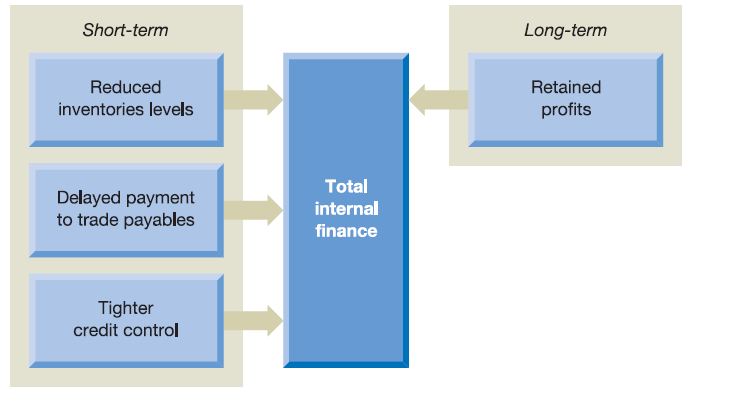 Short-term
Reduced
inventories levels
Delayed payment
to trade payables
Tighter
credit control
Total
internal
finance
Long-term
Retained
profits